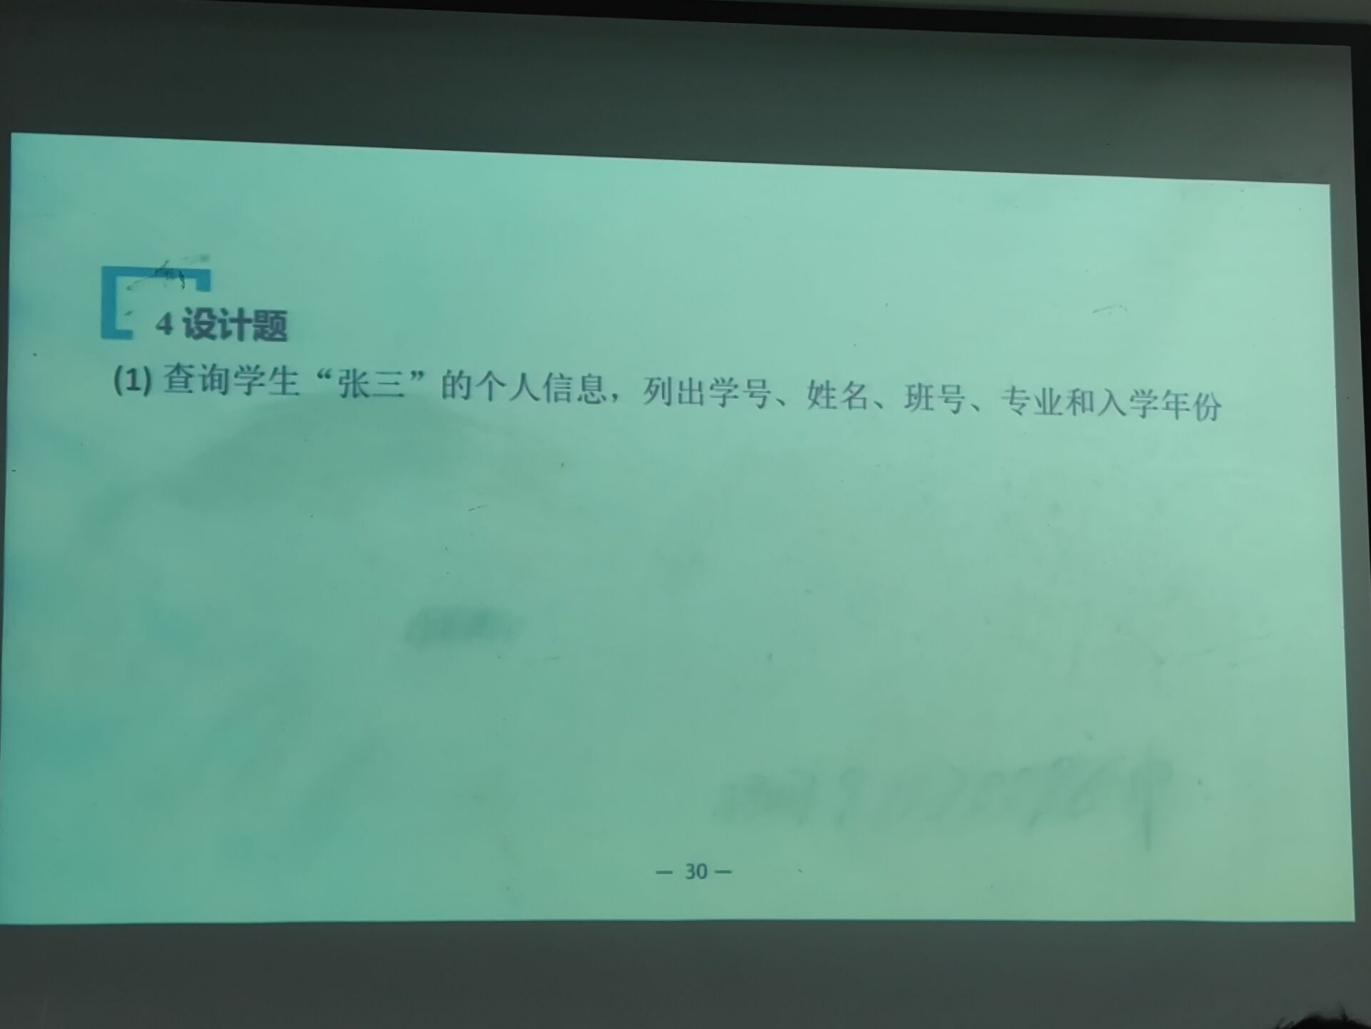 4 设计题
(1) 查询学生“张三”的个人信息，列出学号、姓名、班号、专业和入学年份
— 30 —